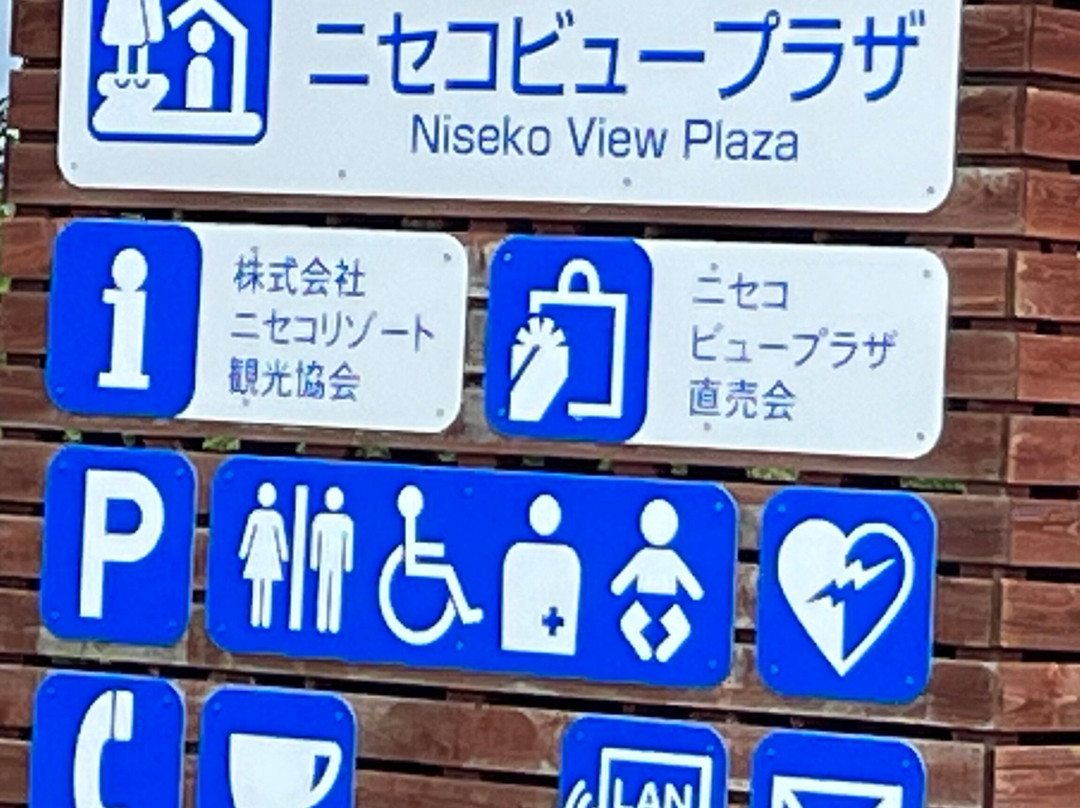 ニセコビュープラザ
Niseko View Plaza
株式会社
ニセコリゾート
観光協会
ニセコ
ビュープラザ
直売会
P
LAN